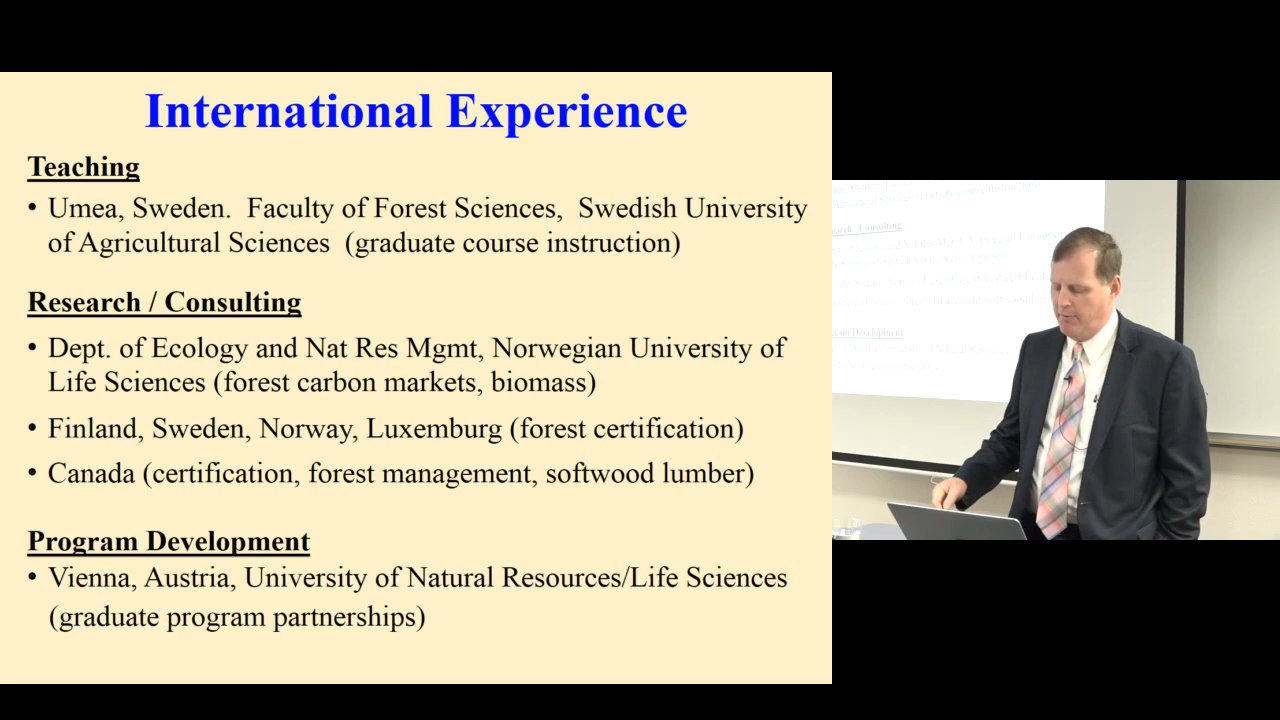 International Experience
Teaching
• Umea, Sweden. Faculty of Forest Sciences, Swedish University
of Agricultural Sciences (graduate course instruction)
Research / Consulting
• Dept. of Ecology and Nat Res Mgmt, Norwegian University of
Life Sciences (forest carbon markets, biomass)
• Finland, Sweden, Norway, Luxemburg (forest certification)
• Canada (certification, forest management, softwood lumber)
Program Development
• Vienna, Austria, University of Natural Resources/Life Sciences
(graduate program partnerships)